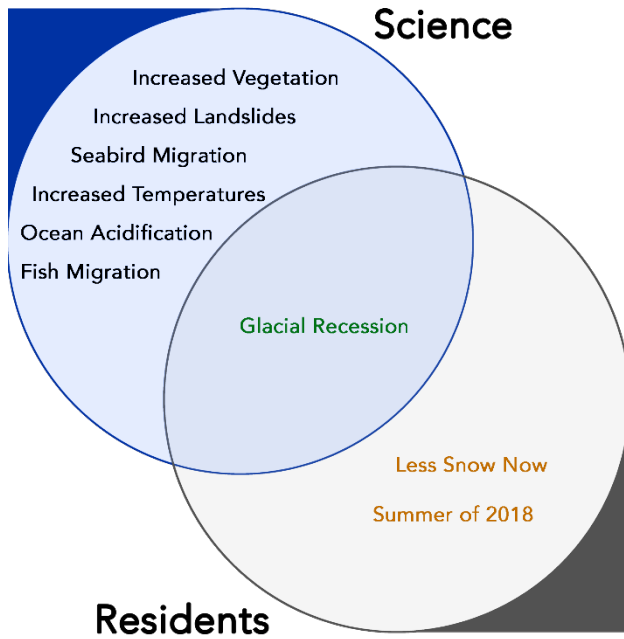 Science
Increased Vegetation
Increased Landslides
Seabird Migration
Increased Temperatures
Ocean Acidification
Fish Migration
Glacial Recession
Less Snow Now
Summer of 2018
Residents